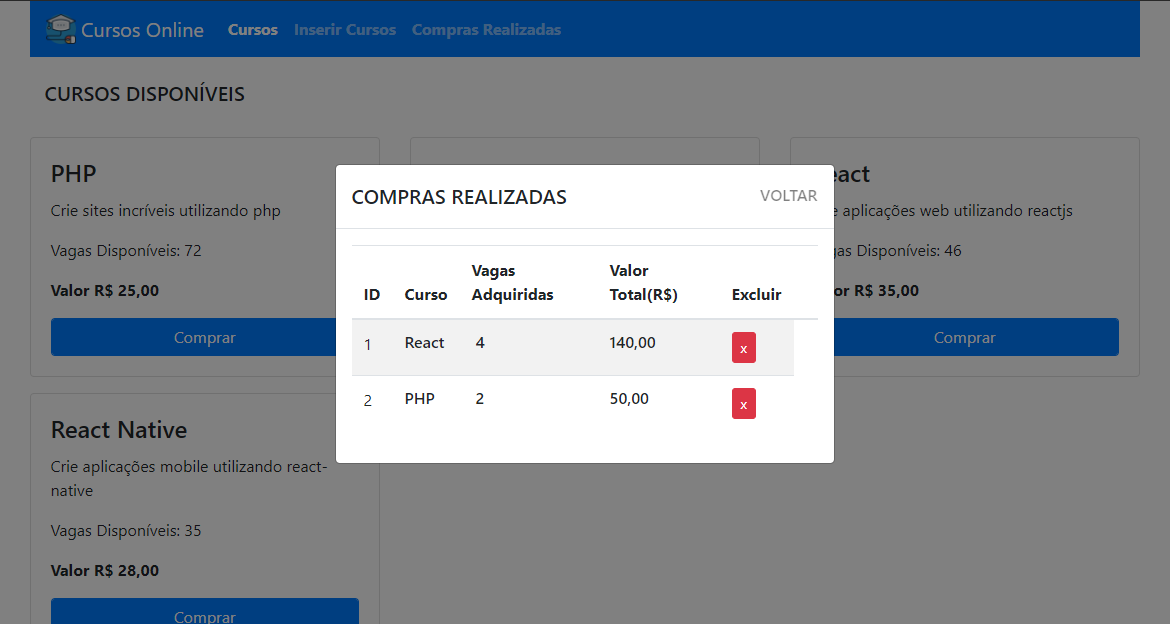 Cursos Online Cursos Inserir Cursos Compras Realizadas
CURSOS DISPONÍVEIS
PHP
Crie sites incríveis utilizando php
Vagas Disponíveis: 72
Valor R$ 25,00
Comprar
eact
e aplicações web utilizando reactjs
gas Disponíveis: 46
or R$ 35,00
Comprar
React Native
Crie aplicações mobile utilizando react-
native
Vagas Disponíveis: 35
Valor R$ 28,00
Comprar
COMPRAS REALIZADAS VOLTAR
ID Curso Vagas Adquiridas Valor Total(R$) Excluir
1 React 4 140,00 x
2 PHP 2 50,00 x